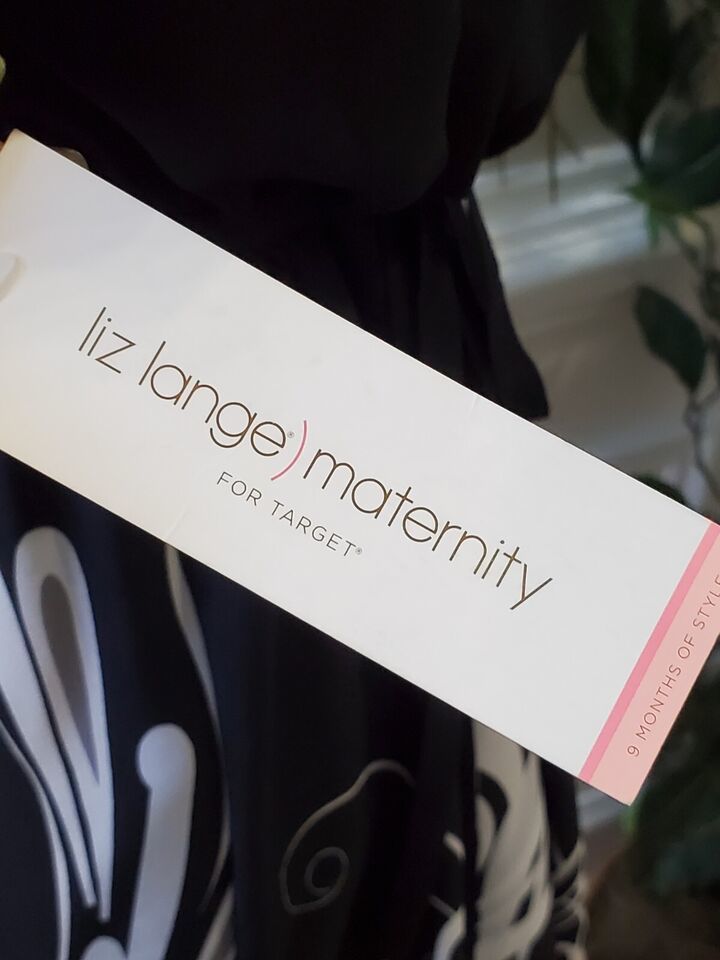 liz lange®) maternity
FOR TARGET®
9 MONTHS OF STYLE